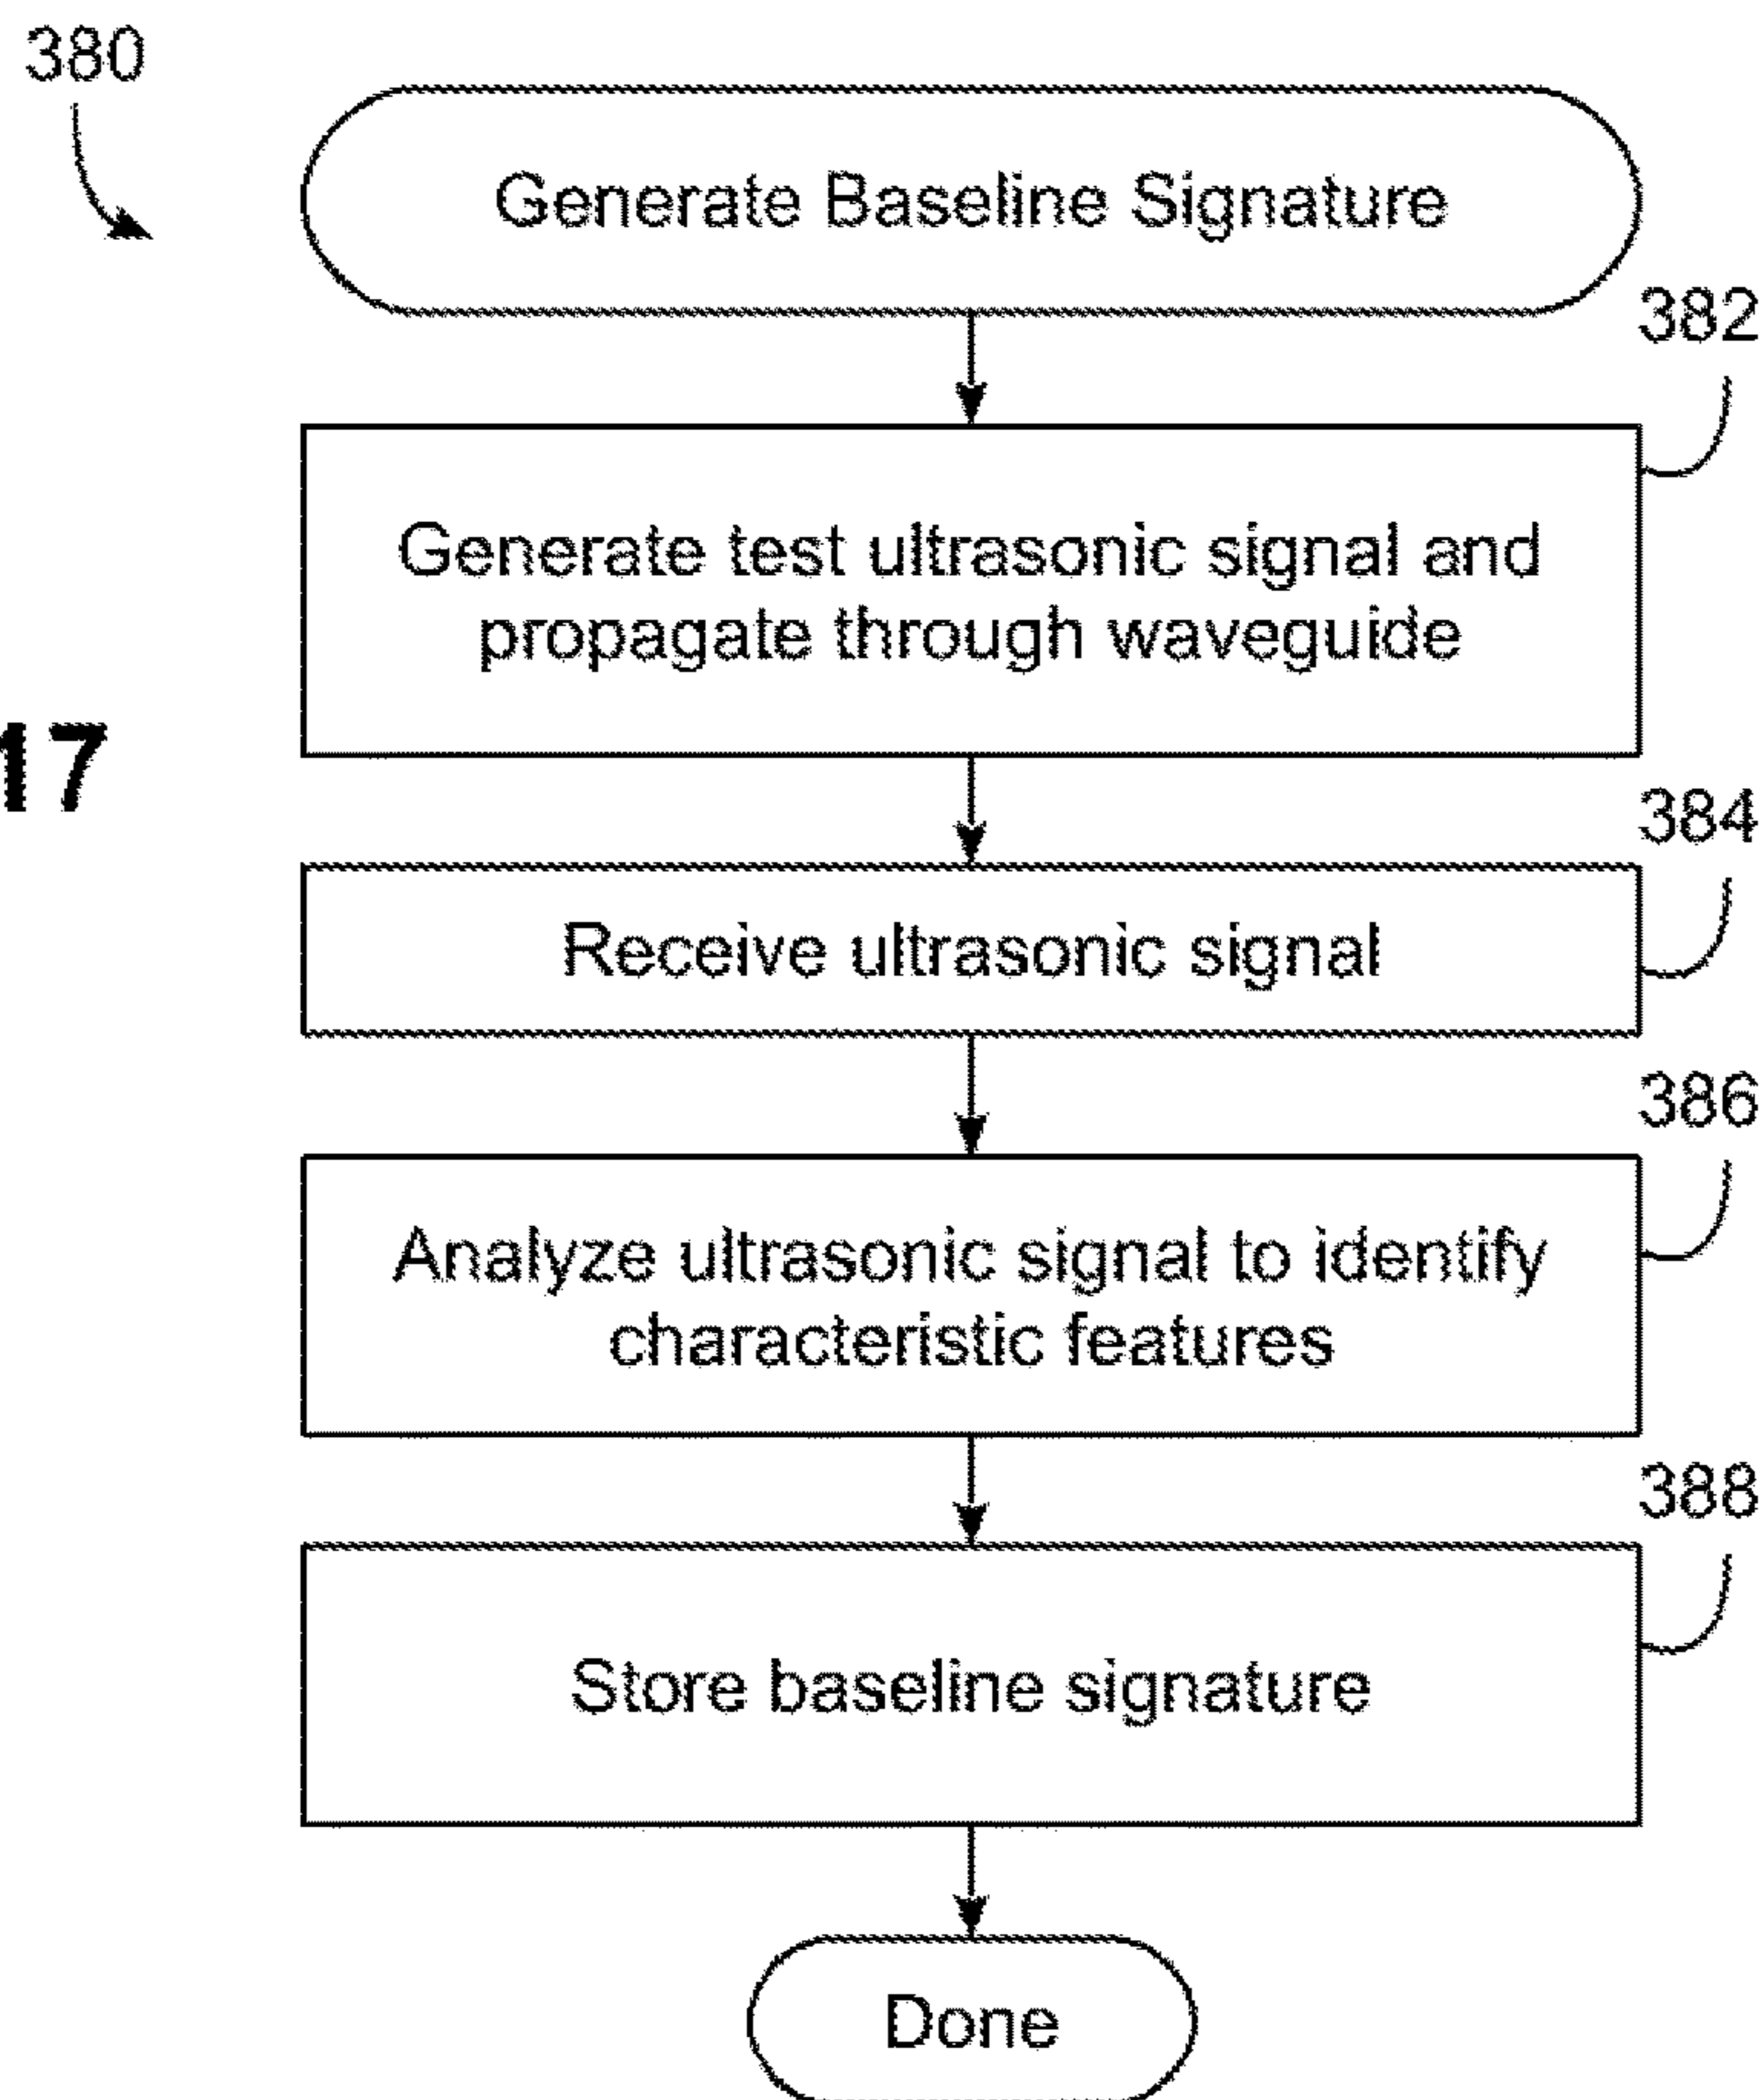 380
Generate Baseline Signature
382
Generate test ultrasonic signal and
propagate through waveguide
17
384
Receive ultrasonic signal
386
Analyze ultrasonic signal to identify
characteristic features
388
Store baseline signature
Done